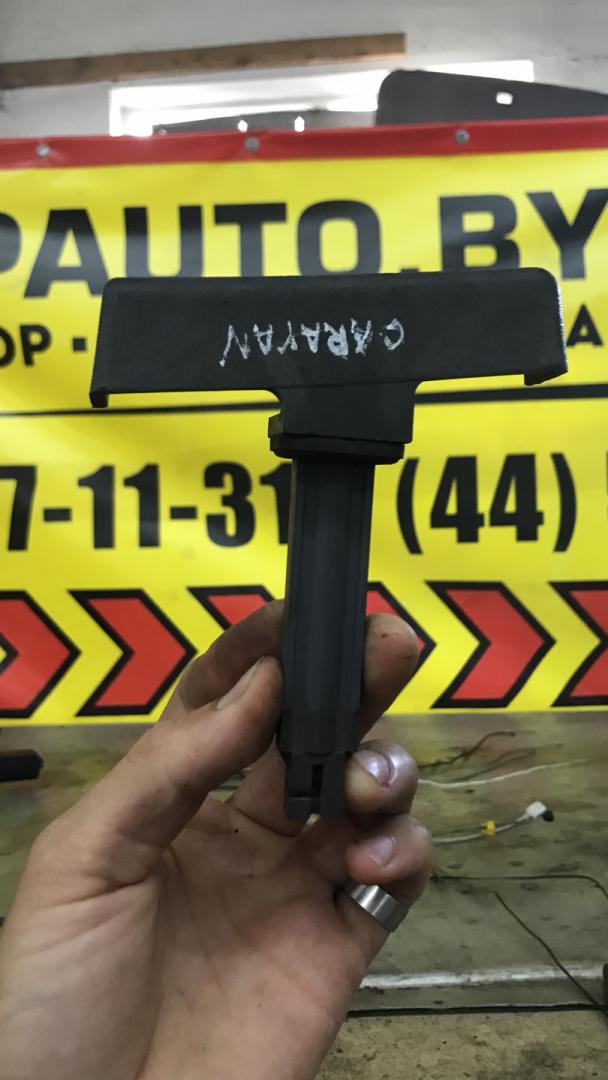 PAUTO.BY
OP · A
CARAVAN
7-11-31 (44)